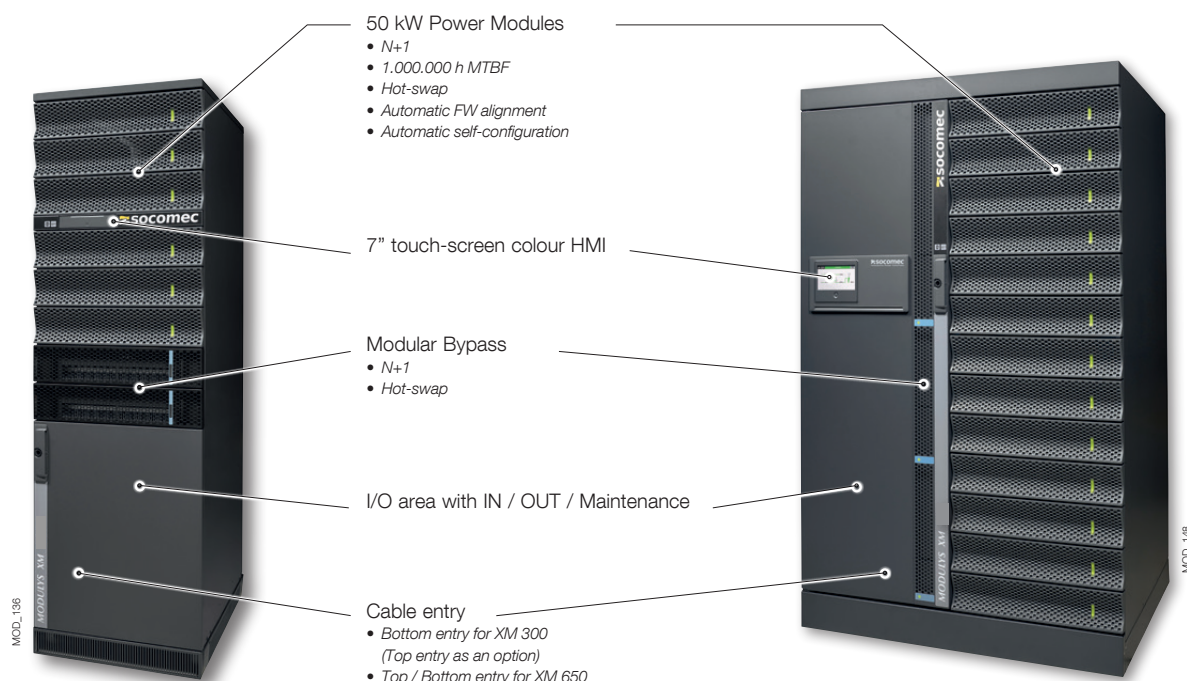 50 kW Power Modules
• N+1
• 1.000.000 h MTBF
• Hot-swap
• Automatic FW alignment
• Automatic self-configuration
socomec
socomec
7” touch-screen colour HMI
socomec
Modular Bypass
• N+1
• Hot-swap
I/O area with IN / OUT / Maintenance
MODULYS XM
MODULYS XM
Cable entry
• Bottom entry for XM 300
(Top entry as an option)
• Top / Bottom entry for XM 650
MOD_136
MOD_148